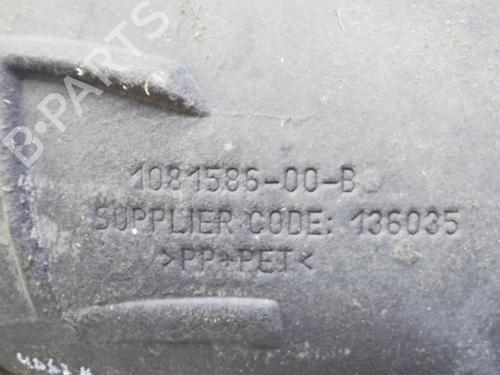 B-PARTS
1081586-00-B
SUPPLIER CODE: 136035
>PP+PET<